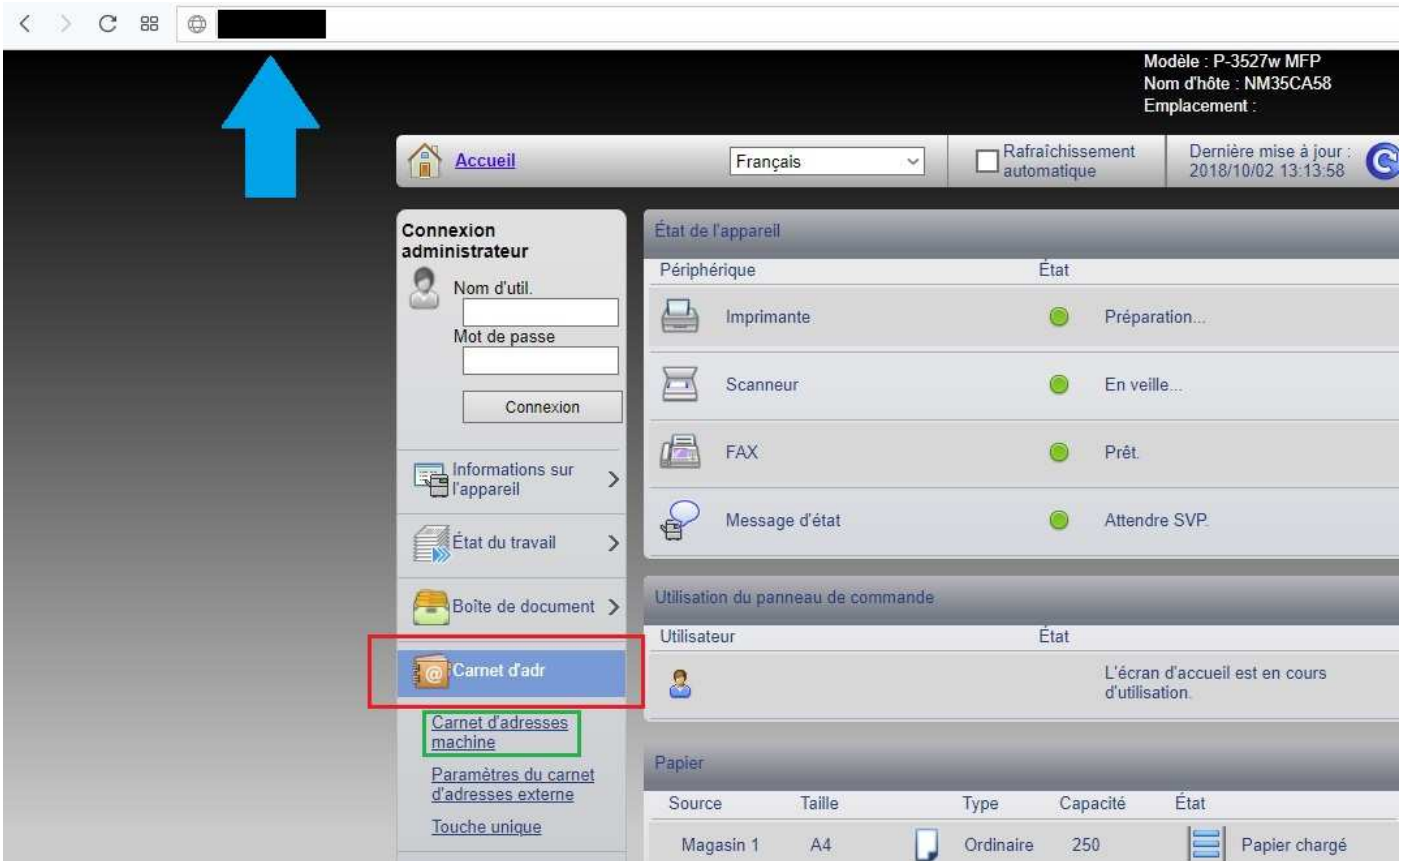 Modèle : P-3527w MFP
Nom d'hôte : NM35CA58
Emplacement :
Accueil
Français
Rafraîchissement
automatique
Dernière mise à jour :
2018/10/02 13:13:58
Connexion
administrateur
Nom d'util.
Mot de passe
Connexion
Informations sur
l'appareil
État du travail
Boîte de document
Carnet d'adr
Carnet d'adresses
machine
Paramètres du carnet
d'adresses externe
Touche unique
État de l'appareil
Périphérique État
Imprimante Préparation...
Scanneur En veille...
FAX Prêt.
Message d'état Attendre SVP.
Utilisation du panneau de commande
Utilisateur État
L'écran d'accueil est en cours
d'utilisation.
Papier
Source Taille Type Capacité État
Magasin 1 A4 Ordinaire 250 Papier chargé